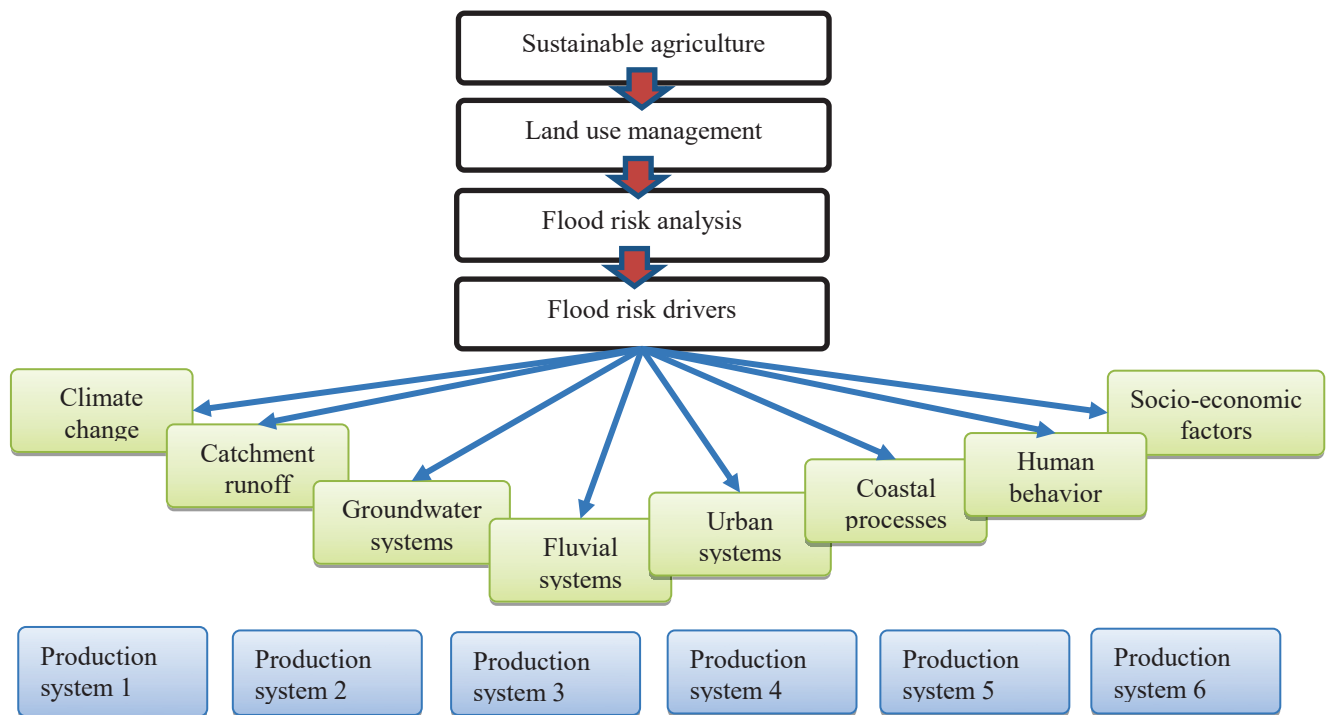 Sustainable agriculture
Land use management
Flood risk analysis
Flood risk drivers
Climate
change
Catchment
runoff
Groundwater
systems
Fluvial
systems
Urban
systems
Coastal
processes
Human
behavior
Socio-economic
factors
Production
system 1
Production
system 2
Production
system 3
Production
system 4
Production
system 5
Production
system 6